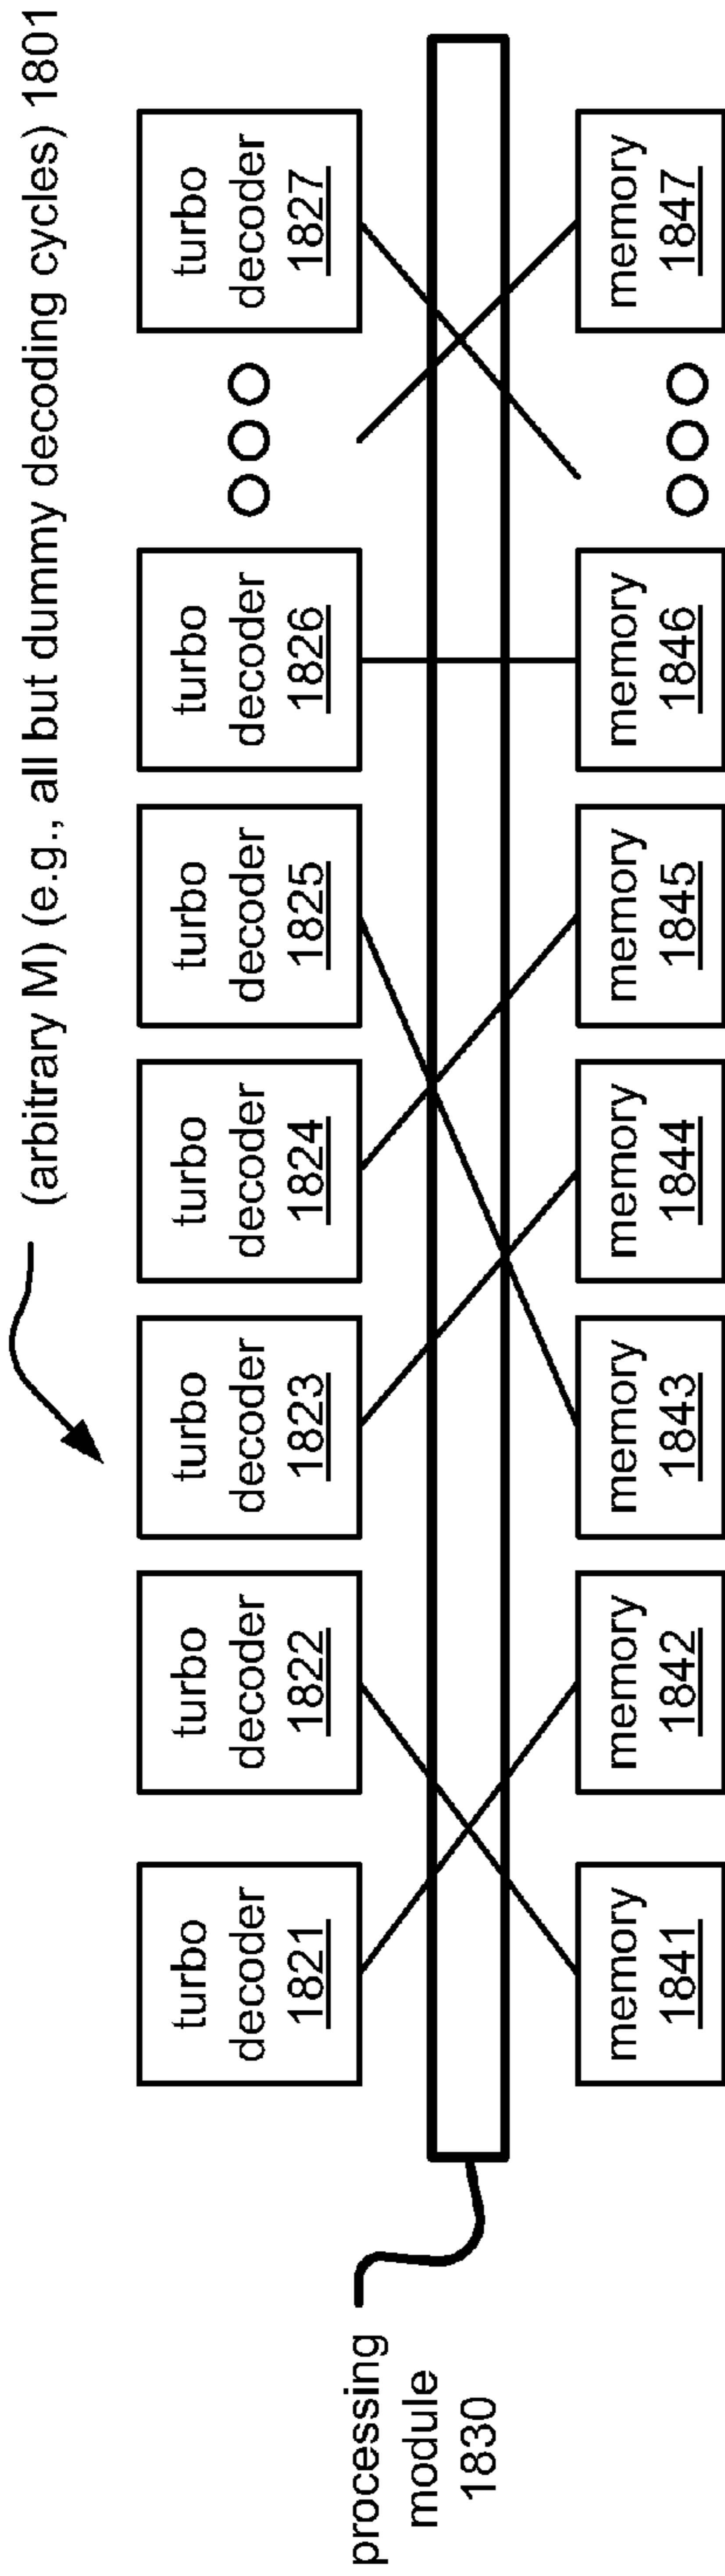 (arbitrary M) (e.g., all but dummy decoding cycles) 1801
turbo
decoder
1821
turbo
decoder
1822
turbo
decoder
1823
turbo
decoder
1824
turbo
decoder
1825
turbo
decoder
1826
turbo
decoder
1827
processing
module
1830
memory
1841
memory
1842
memory
1843
memory
1844
memory
1845
memory
1846
memory
1847